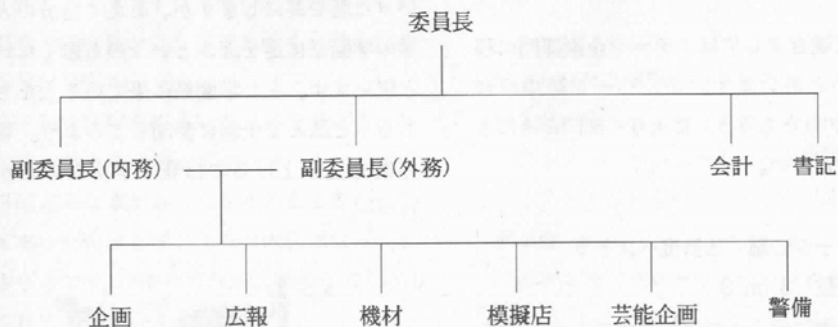 委員長
副委員長(内務) 副委員長(外務) 会計 書記
企画 広報 機材 模擬店 芸能企画 警備